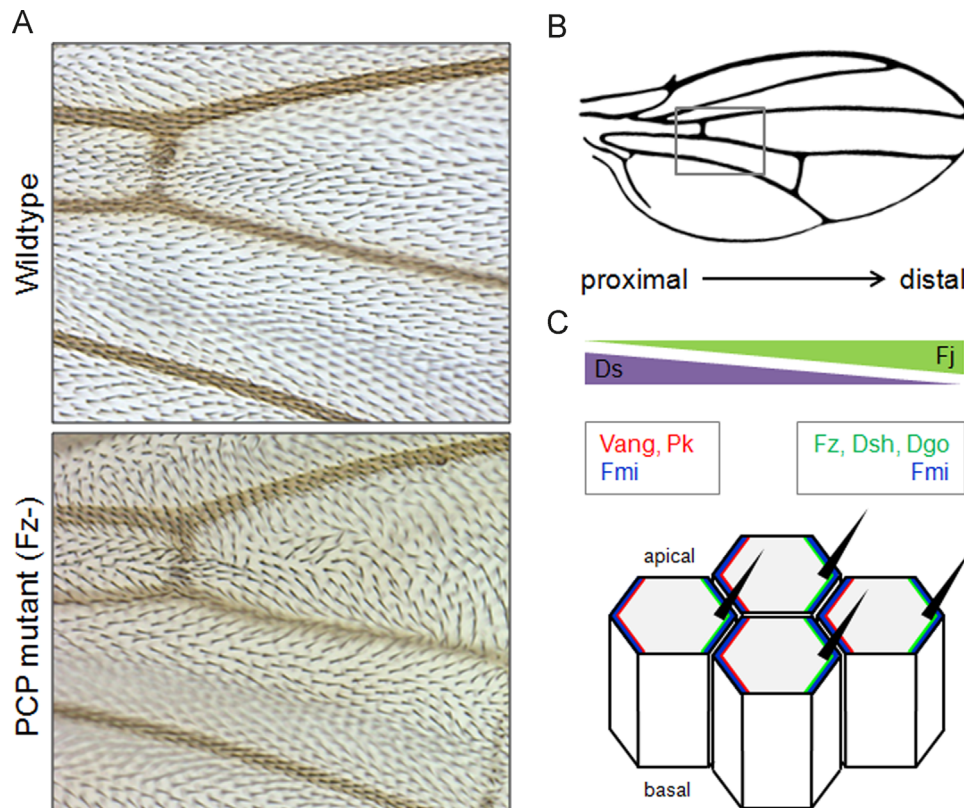 A
Wildtype
PCP mutant (Fz-)
B
proximal
distal
C
Fj
Ds
Vang, Pk
Fmi
Fz, Dsh, Dgo
Fmi
apical
basal